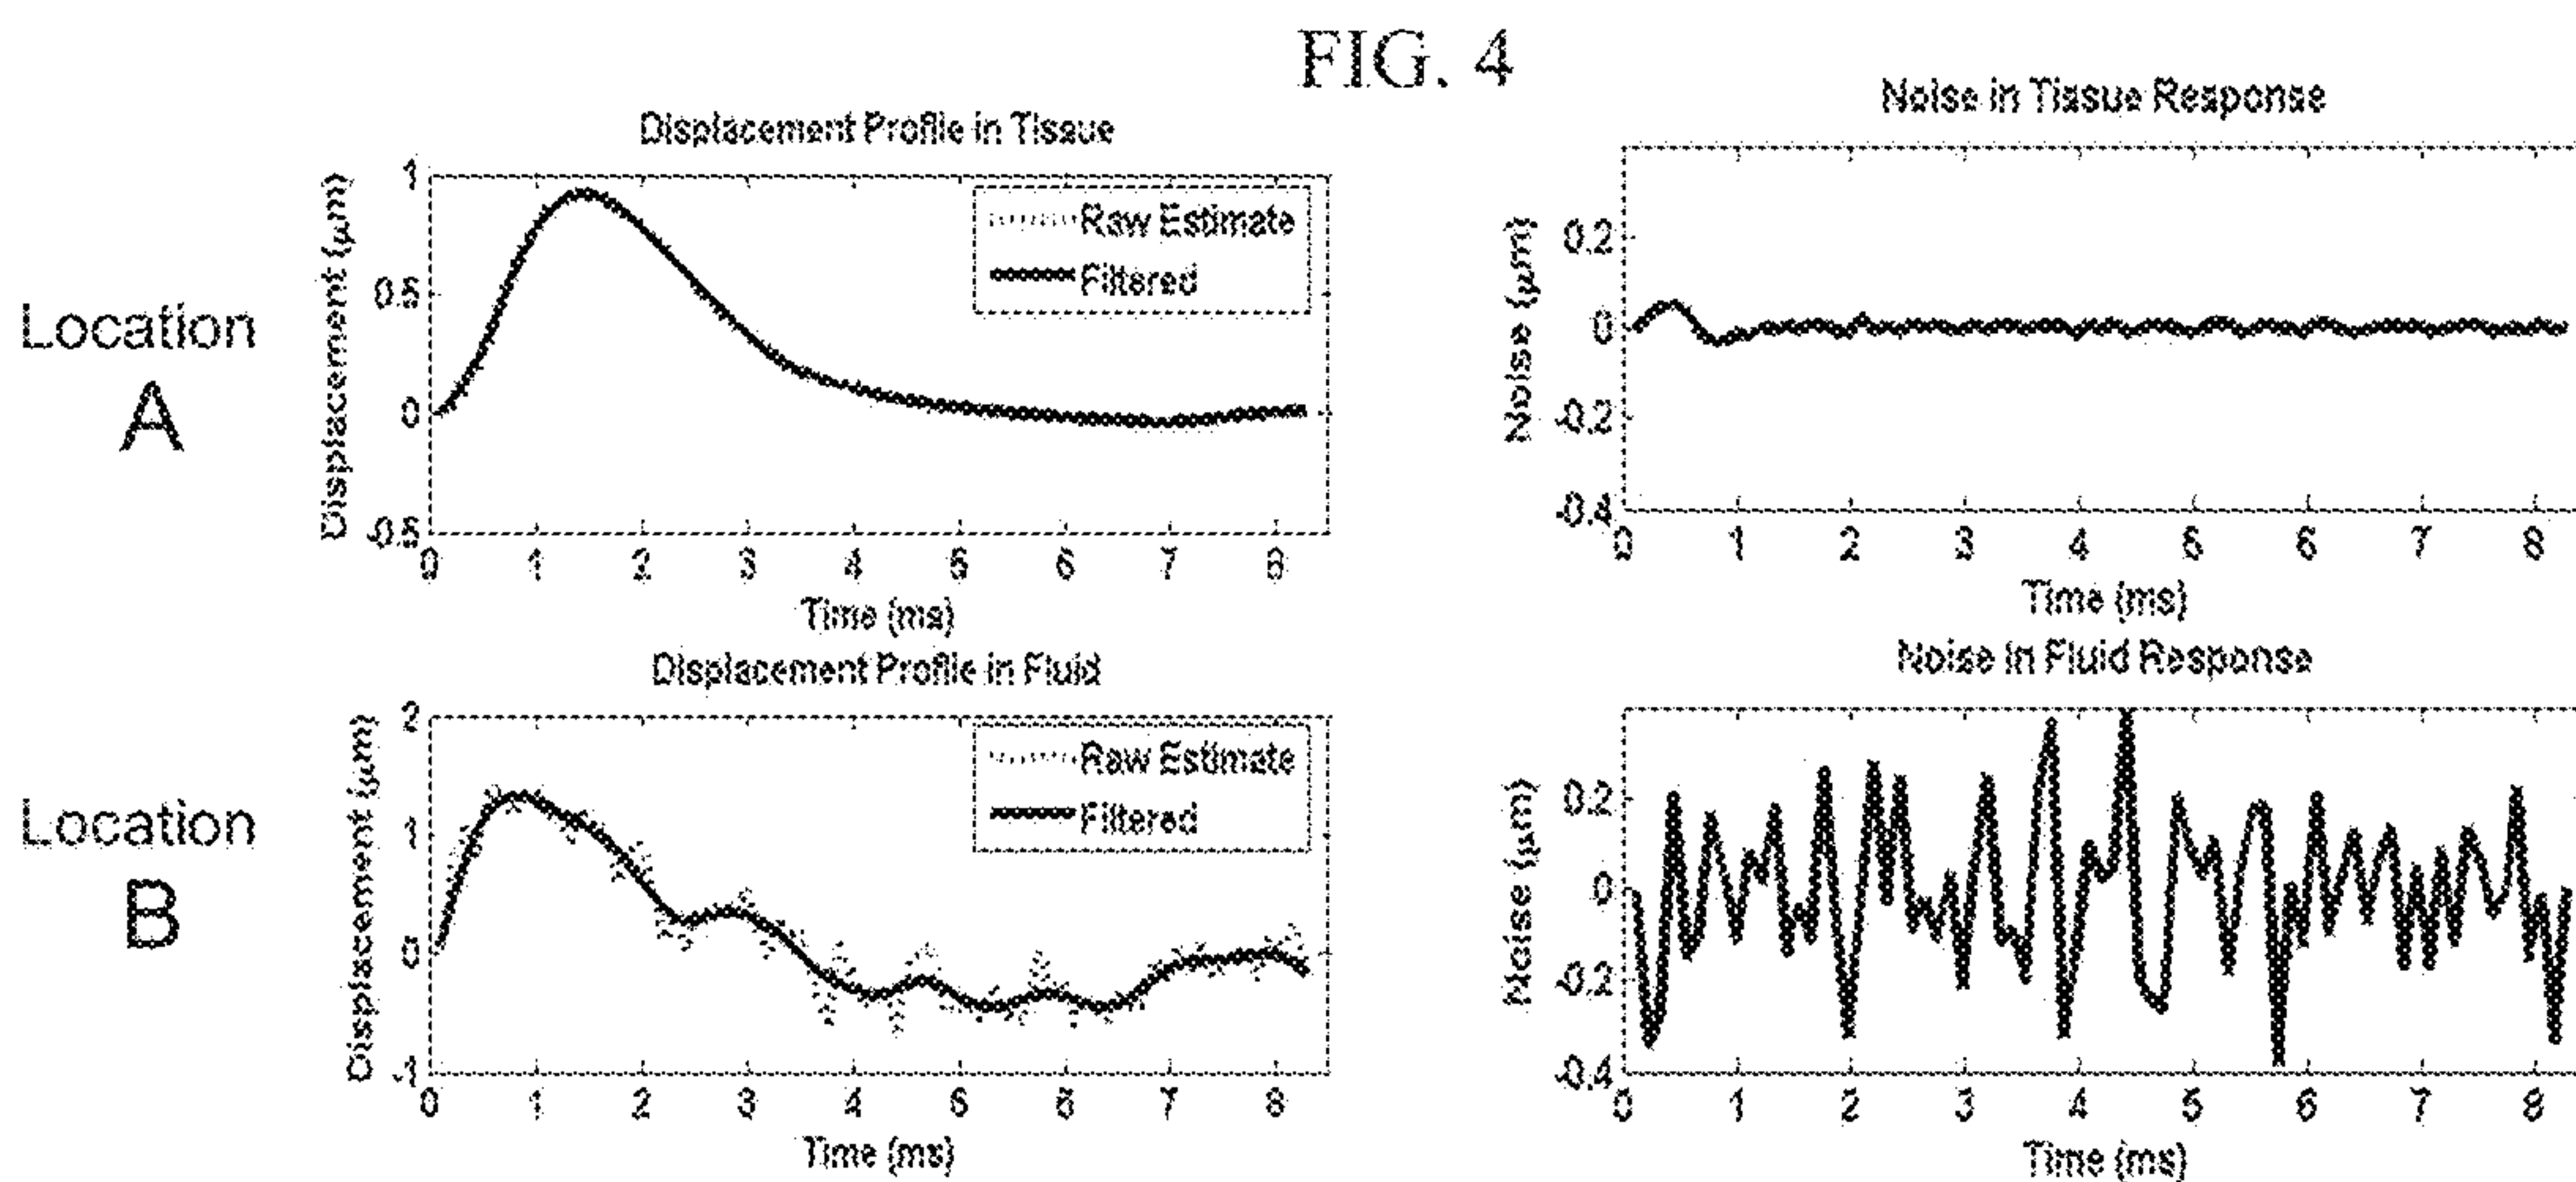 FIG. 4
Displacement Profile in Tissue
Noise in Tissue Response
Location
A
Displacement (μm)
1
0.5
0
-0.5
Raw Estimate
Filtered
0 1 2 3 4 5 6 7 8
Time (ms)
Noise (μm)
0.2
0
-0.2
-0.4
0 1 2 3 4 5 6 7 8
Time (ms)
Displacement Profile in Fluid
Noise in Fluid Response
Location
B
Displacement (μm)
2
1
0
-1
Raw Estimate
Filtered
0 1 2 3 4 5 6 7 8
Time (ms)
Noise (μm)
0.2
0
-0.2
-0.4
0 1 2 3 4 5 6 7 8
Time (ms)